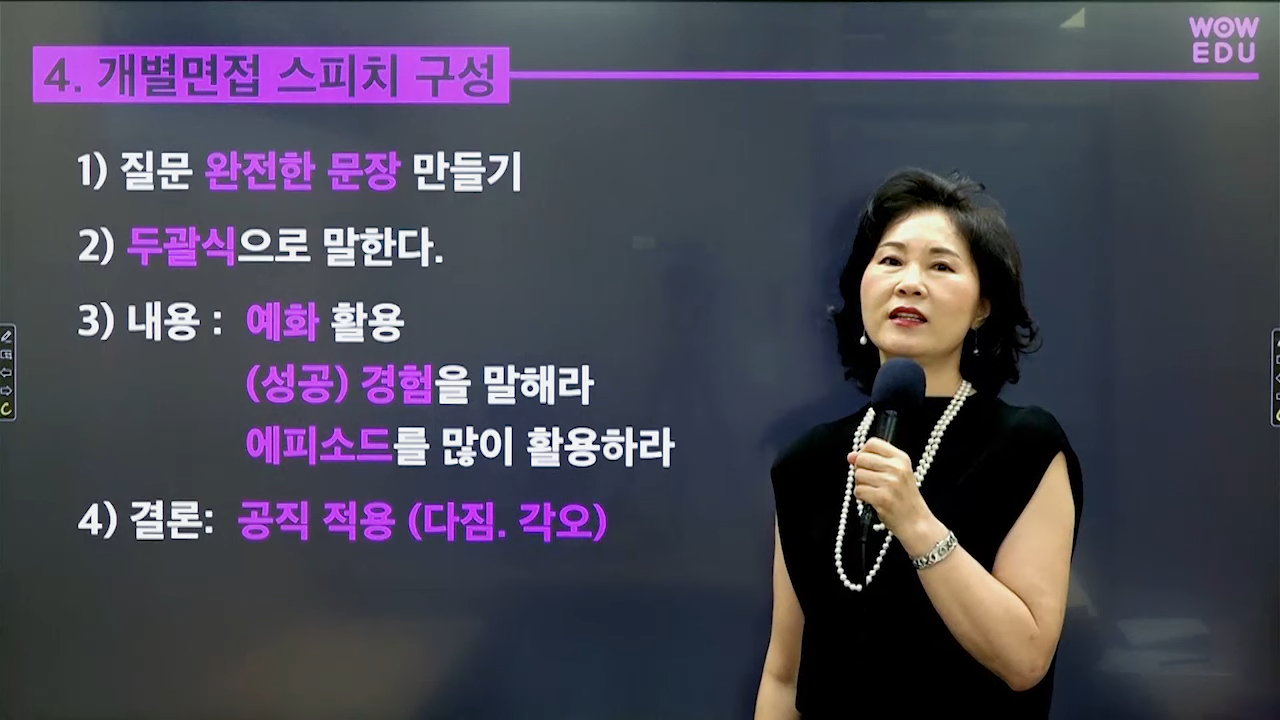 WOW
EDU
4. 개별면접 스피치 구성
1) 질문 완전한 문장 만들기
2) 두괄식으로 말한다.
3) 내용 : 예화 활용
(성공) 경험을 말해라
에피소드를 많이 활용하라
4) 결론: 공직 적용 (다짐. 각오)